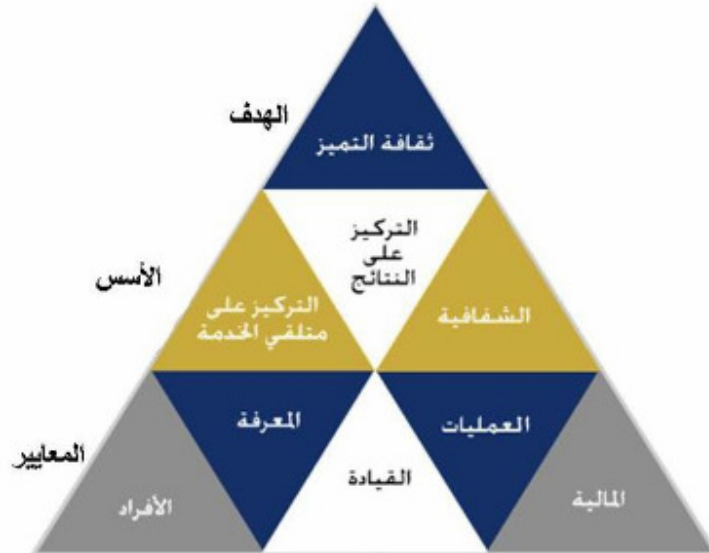 الهدف
ثقافة التميز
التركيز
على
النتائج
الأسس
الشفافية
التركيز على
متلقي الخدمة
المعايير
العمليات
المعرفة
المالية
القيادة
الأفراد